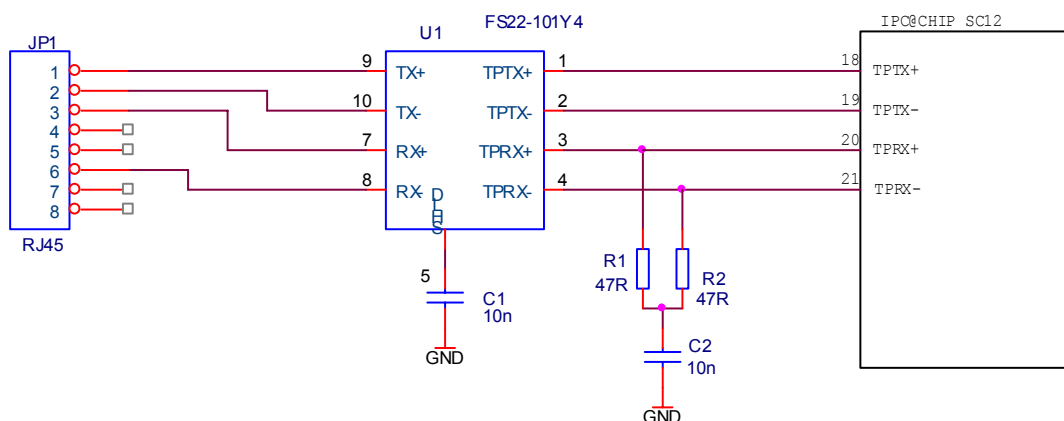 JP1
1
2
3
4
5
6
7
8
RJ45
U1
FS22-101Y4
9
10
7
8
TX+
TX-
RX+
RX-
TPTX+
TPTX-
TPRX+
TPRX-
SHLD
1
2
3
4
5
C1
10n
GND
R1
47R
R2
47R
C2
10n
GND
IPC@CHIP SC12
18
19
20
21
TPTX+
TPTX-
TPRX+
TPRX-